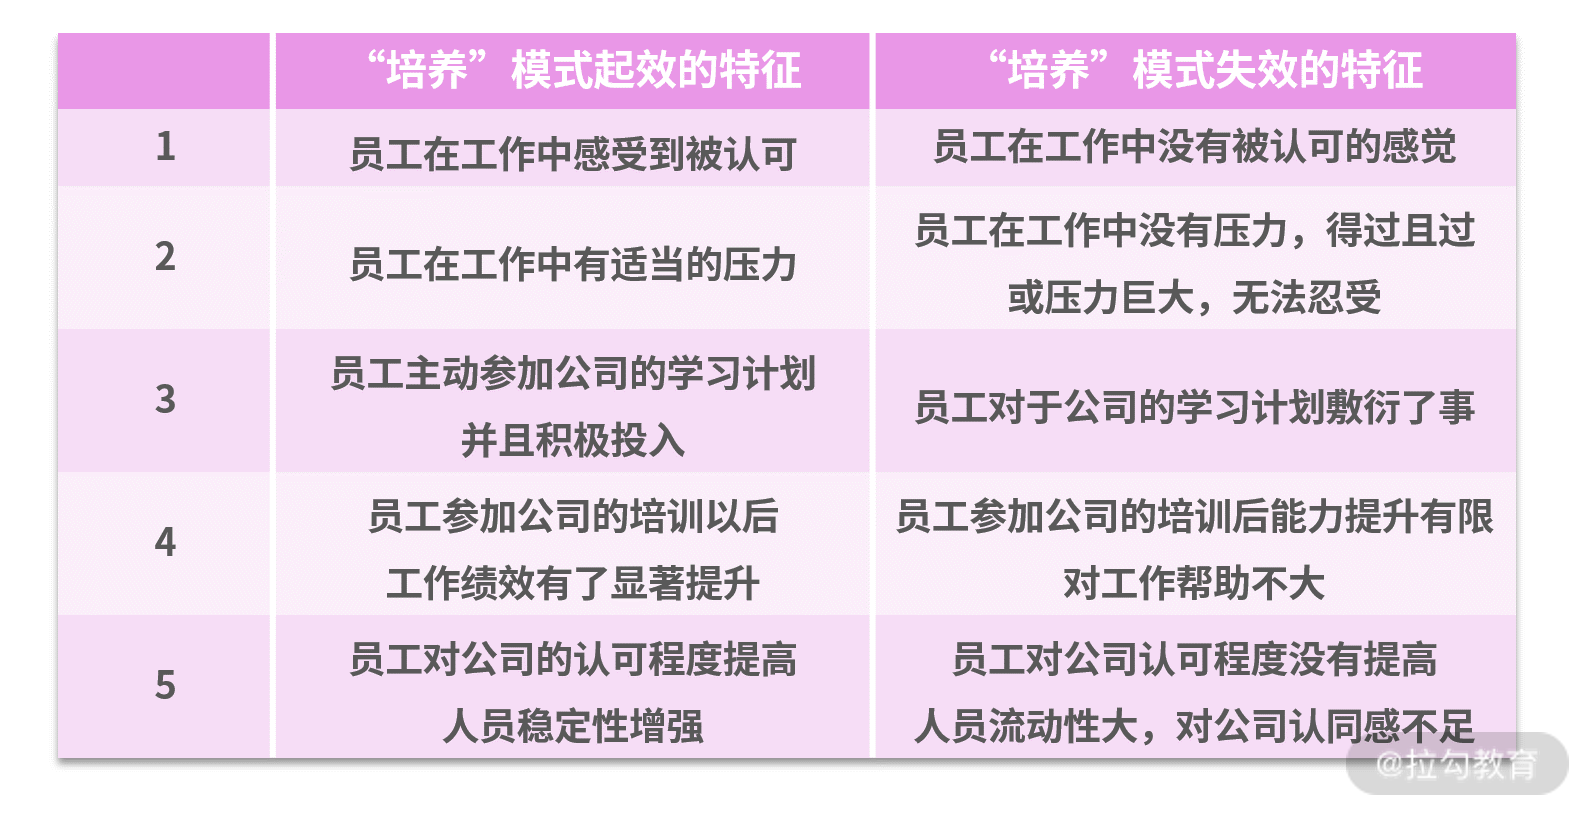 “培养”模式起效的特征
“培养”模式失效的特征
1
员工在工作中感受到被认可
员工在工作中没有被认可的感觉
2
员工在工作中有适当的压力
员工在工作中没有压力，得过且过
或压力巨大，无法忍受
3
员工主动参加公司的学习计划
并且积极投入
员工对于公司的学习计划敷衍了事
4
员工参加公司的培训以后
工作绩效有了显著提升
员工参加公司的培训后能力提升有限
对工作帮助不大
5
员工对公司的认可程度提高
人员稳定性增强
员工对公司认可程度没有提高
人员流动性大，对公司认同感不足
@拉勾教育